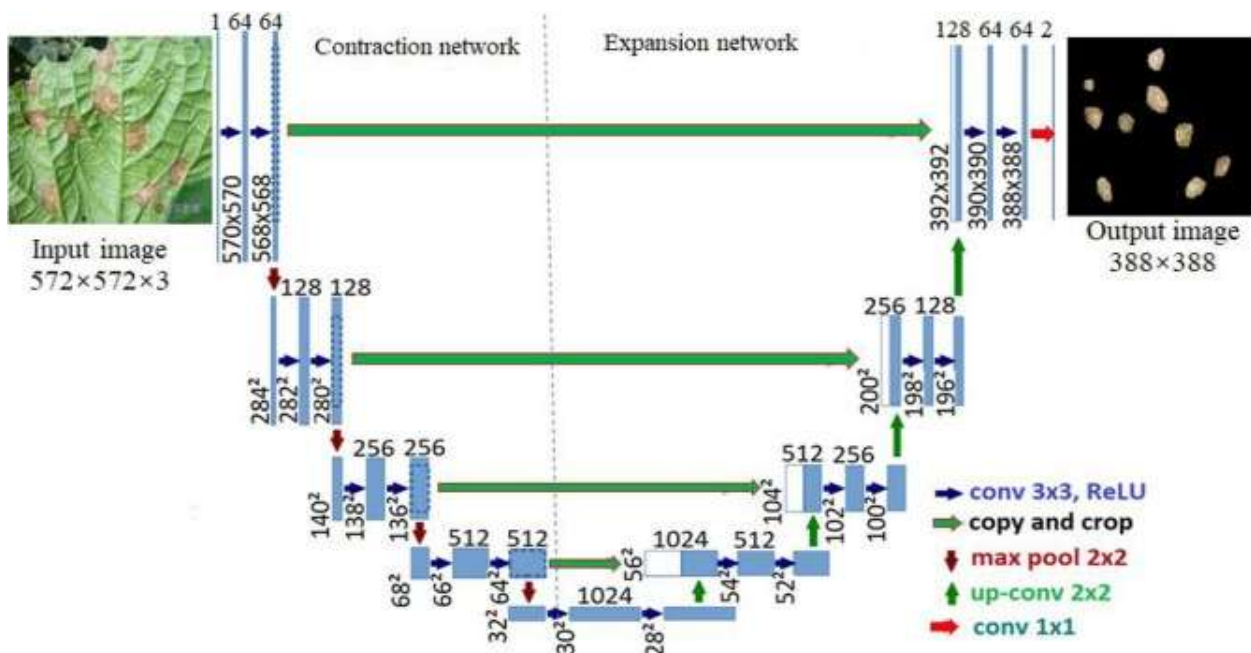 1 64 64
Contraction network
Expansion network
128 64 64 2
570x570
568x568
392x392
390x390
388x388
Input image
572×572×3
Output image
388×388
128 128
284²
282²
280²
256 128
200²
198²
196²
256 256
140²
138²
136²
512 256
104²
102²
100²
512 512
68²
66²
64²
1024 512
56²
54²
52²
1024
32²
30²
28²
conv 3x3, ReLU
copy and crop
max pool 2x2
up-conv 2x2
conv 1x1